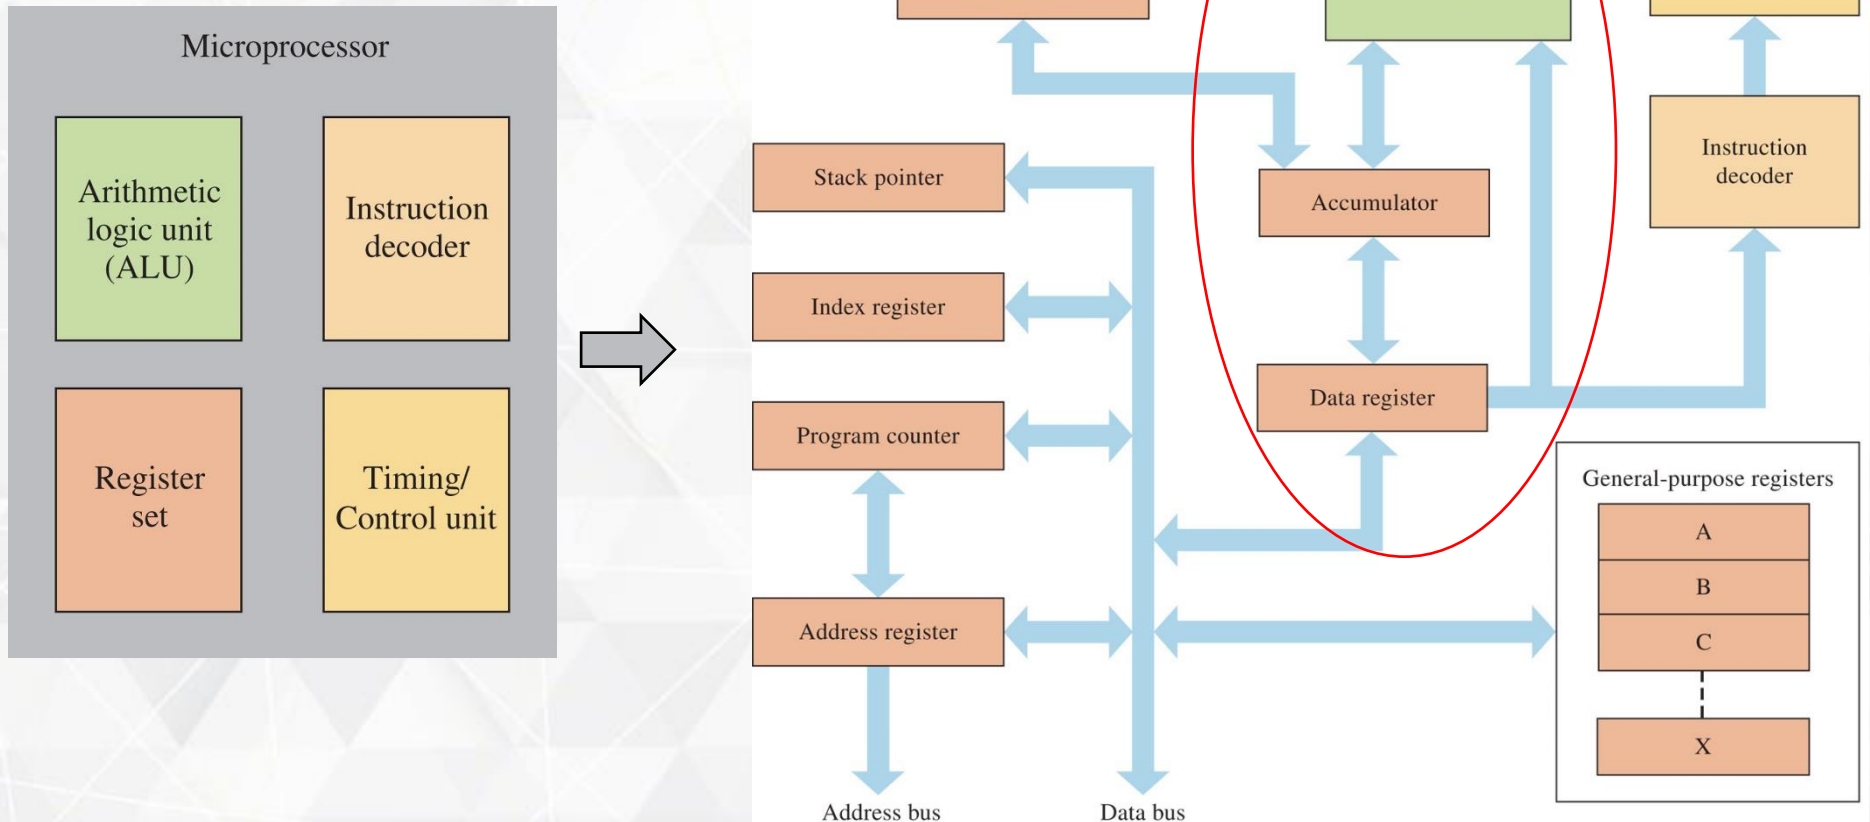 Microprocessor
Arithmetic
logic unit
(ALU)
Instruction
decoder
Register
set
Timing/
Control unit
Stack pointer
Index register
Program counter
Address register
Accumulator
Data register
Instruction
decoder
General-purpose registers
A
B
C
X
Address bus
Data bus